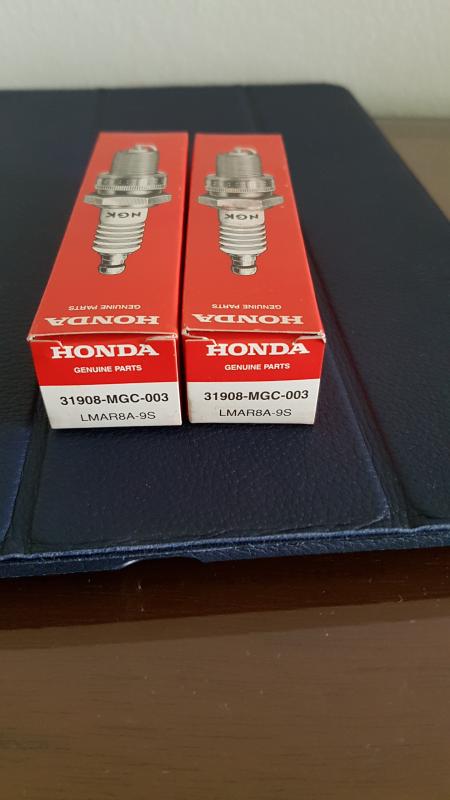 NGK
GENUINE PARTS
HONDA
HONDA
GENUINE PARTS
31908-MGC-003
LMAR8A-9S
NGK
GENUINE PARTS
HONDA
HONDA
GENUINE PARTS
31908-MGC-003
LMAR8A-9S